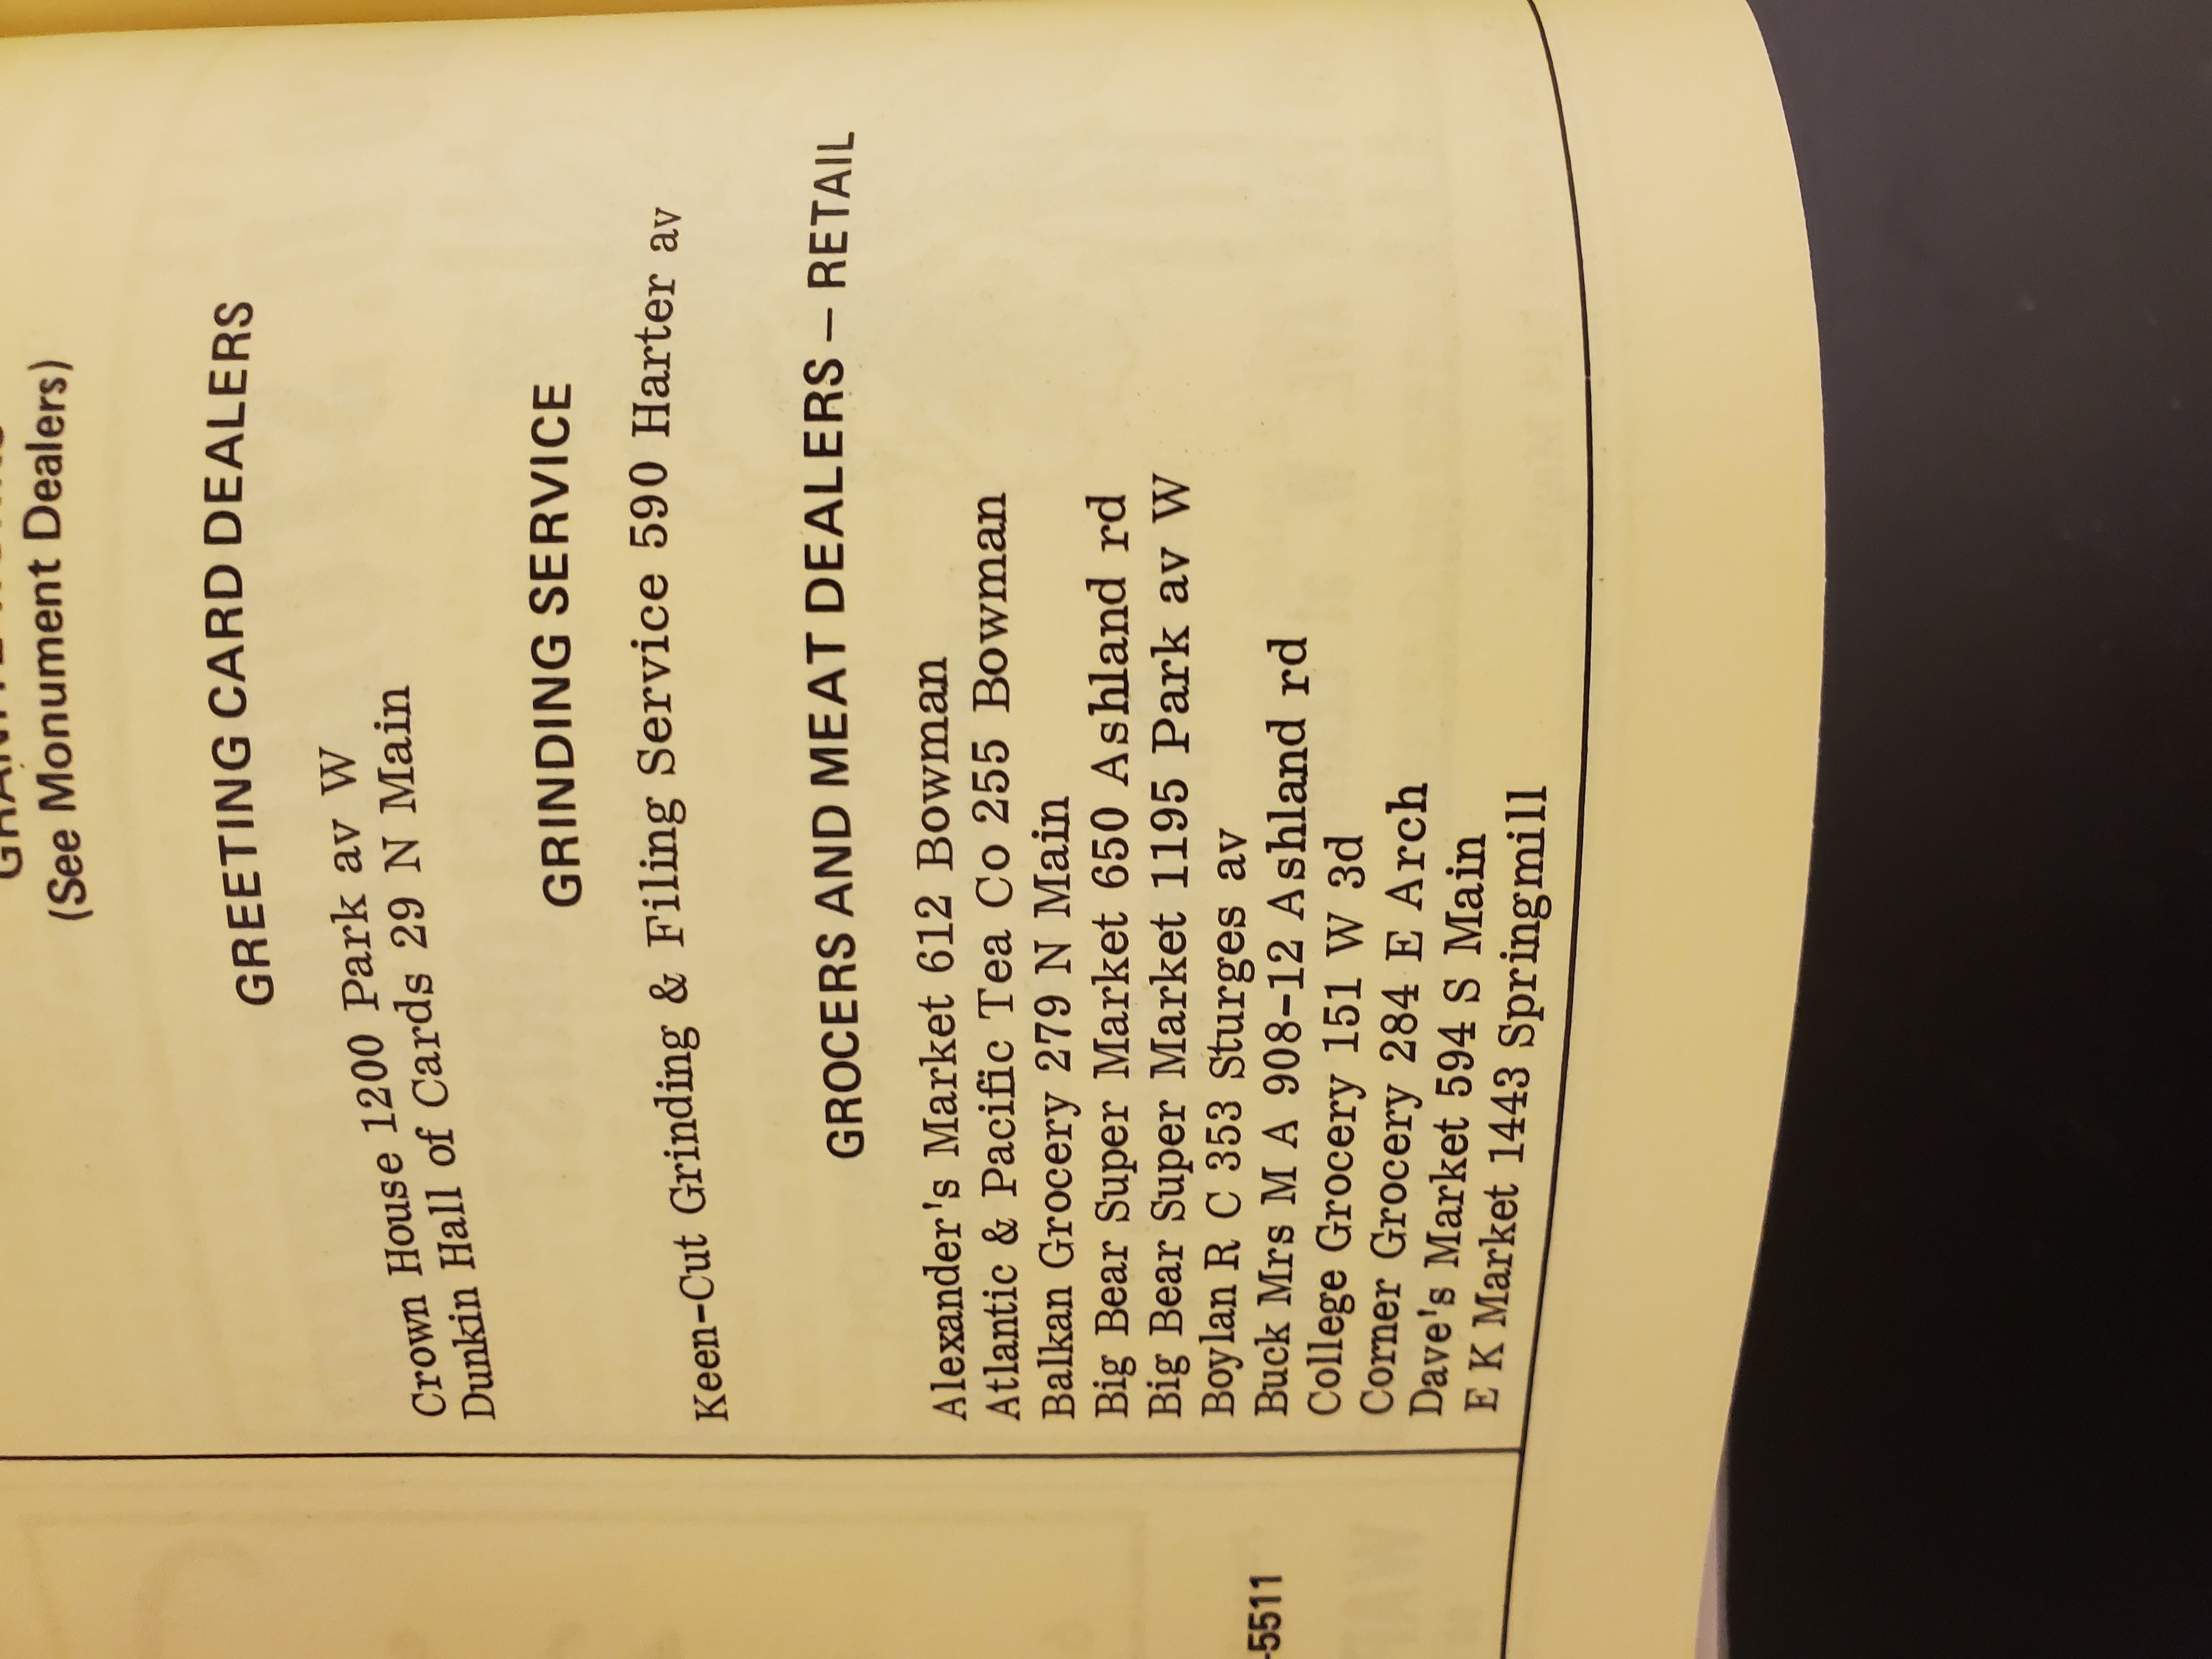 (See Monument Dealers)
GREETING CARD DEALERS
Crown House 1200 Park av W
Dunkin Hall of Cards 29 N Main
GRINDING SERVICE
Keen-Cut Grinding & Filing Service 590 Harter av
GROCERS AND MEAT DEALERS – RETAIL
Alexander's Market 612 Bowman
Atlantic & Pacific Tea Co 255 Bowman
Balkan Grocery 279 N Main
Big Bear Super Market 650 Ashland rd
Big Bear Super Market 1195 Park av W
Boylan R C 353 Sturges av
Buck Mrs M A 908-12 Ashland rd
College Grocery 151 W 3d
Corner Grocery 284 E Arch
Dave's Market 594 S Main
E K Market 1443 Springmill
-5511